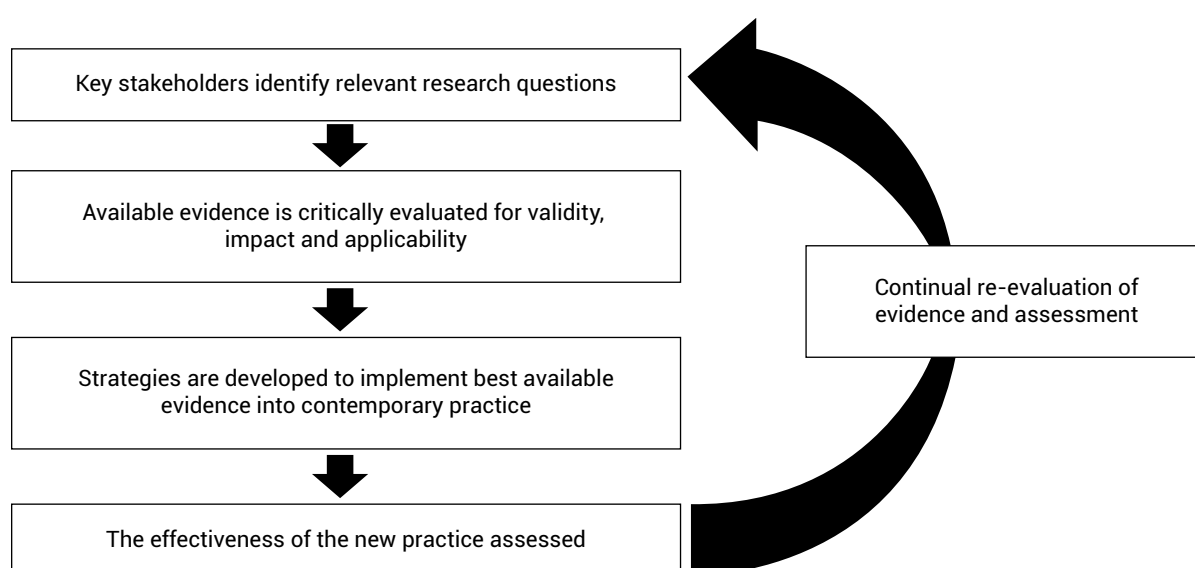 Key stakeholders identify relevant research questions
Available evidence is critically evaluated for validity,
impact and applicability
Strategies are developed to implement best available
evidence into contemporary practice
The effectiveness of the new practice assessed
Continual re-evaluation of
evidence and assessment